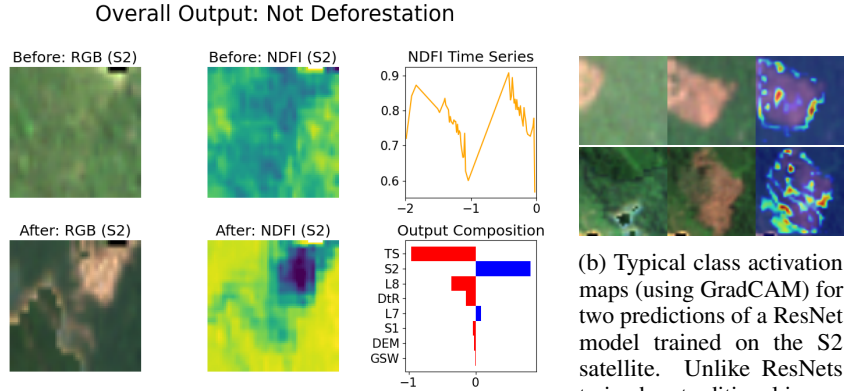 Overall Output: Not Deforestation
Before: RGB (S2)
Before: NDFI (S2)
NDFI Time Series
0.9
0.8
0.7
0.6
−2
−1
0
After: RGB (S2)
After: NDFI (S2)
Output Composition
TS
S2
L8
DtR
L7
S1
DEM
GSW
−1
0
(b) Typical class activation
maps (using GradCAM) for
two predictions of a ResNet
model trained on the S2
satellite. Unlike ResNets